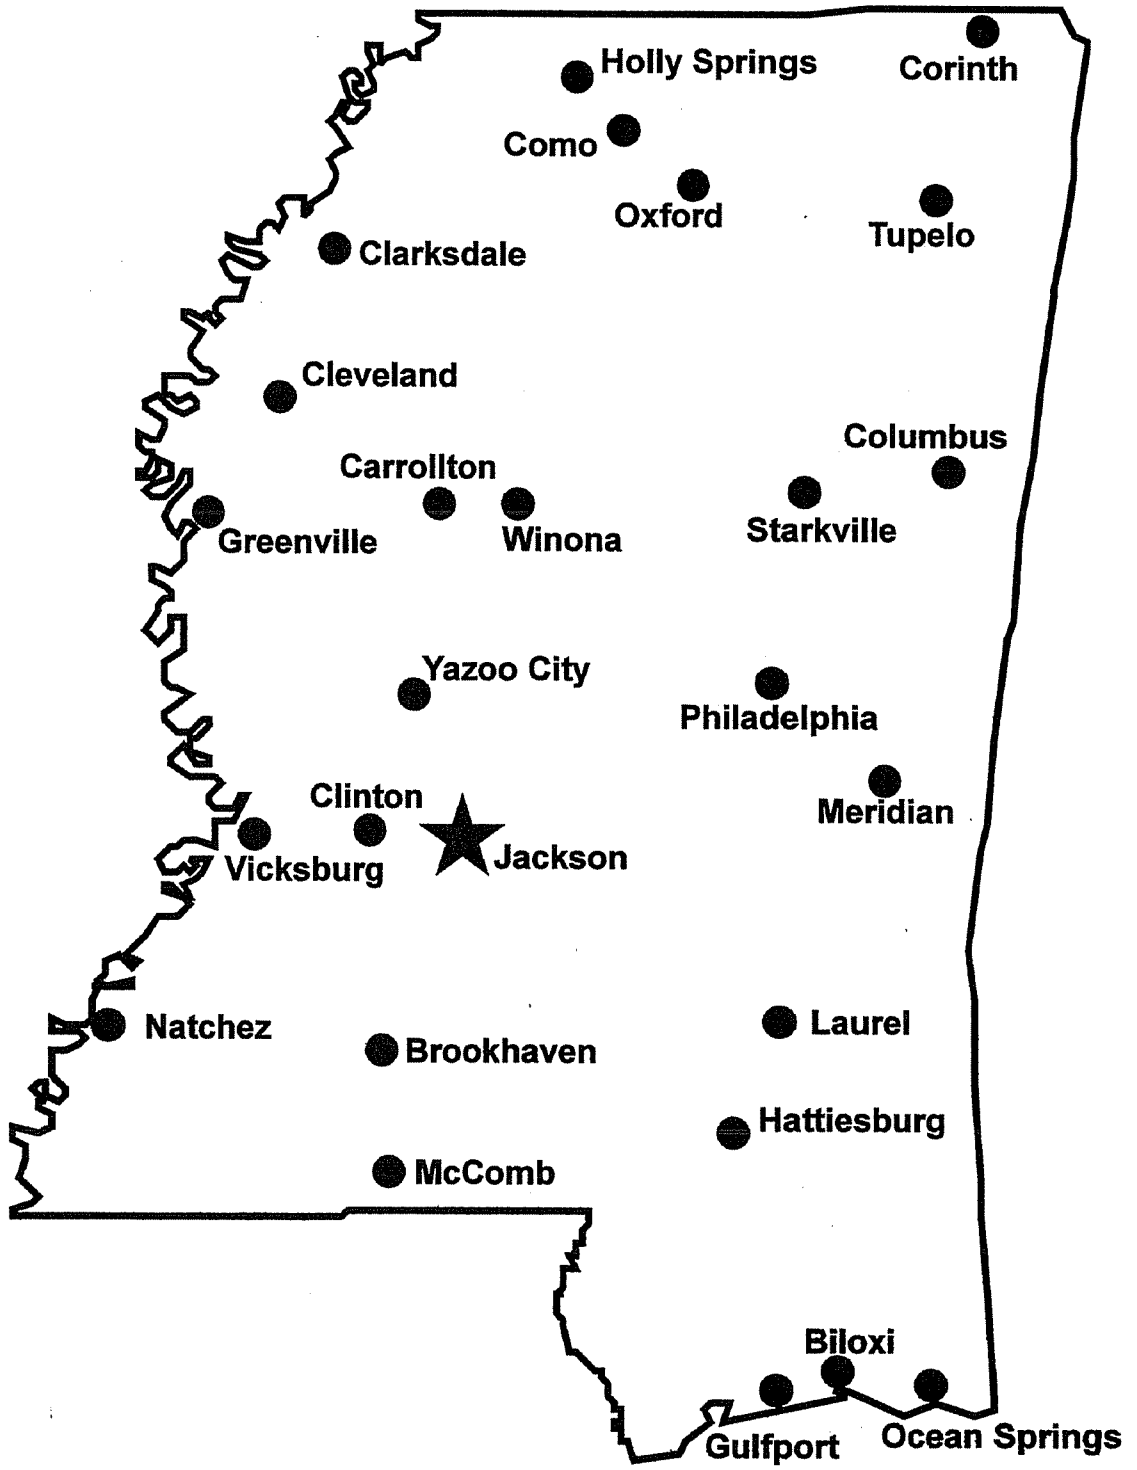 Holly Springs
Corinth
Como
Oxford
Tupelo
Clarksdale
Cleveland
Columbus
Carrollton
Starkville
Winona
Greenville
Yazoo City
Philadelphia
Clinton
Meridian
Jackson
Vicksburg
Natchez
Laurel
Brookhaven
Hattiesburg
McComb
Biloxi
Ocean Springs
Gulfport